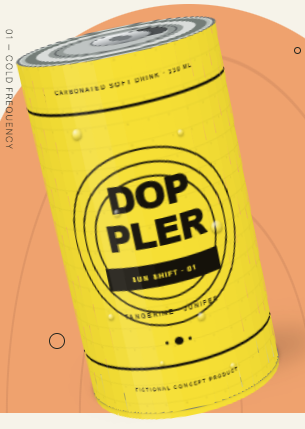 01 — COLD FREQUENCY
CARBONATED SOFT DRINK · 330 ML
DOP
PLER
SUN SHIFT · 01
TANGERINE · JUNIPER
FICTIONAL CONCEPT PRODUCT